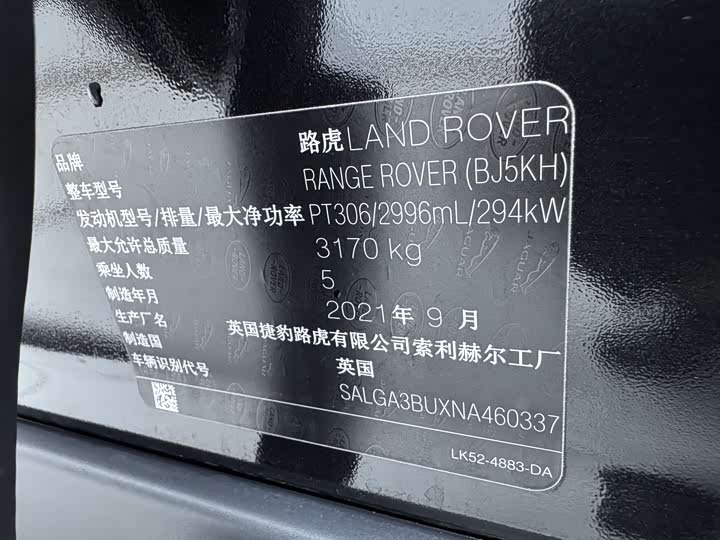 品牌 路虎LAND ROVER
整车型号 RANGE ROVER (BJ5KH)
发动机型号/排量/最大净功率 PT306/2996mL/294kW
最大允许总质量 3170 kg
乘坐人数 5
制造年月 2021年 9 月
生产厂名 英国捷豹路虎有限公司索利赫尔工厂
制造国 英国
车辆识别代号 SALGA3BUXNA460337
LK52-4883-DA